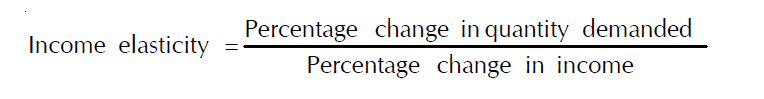 Percentage change in quantity demanded
Income elasticity =
Percentage change in income